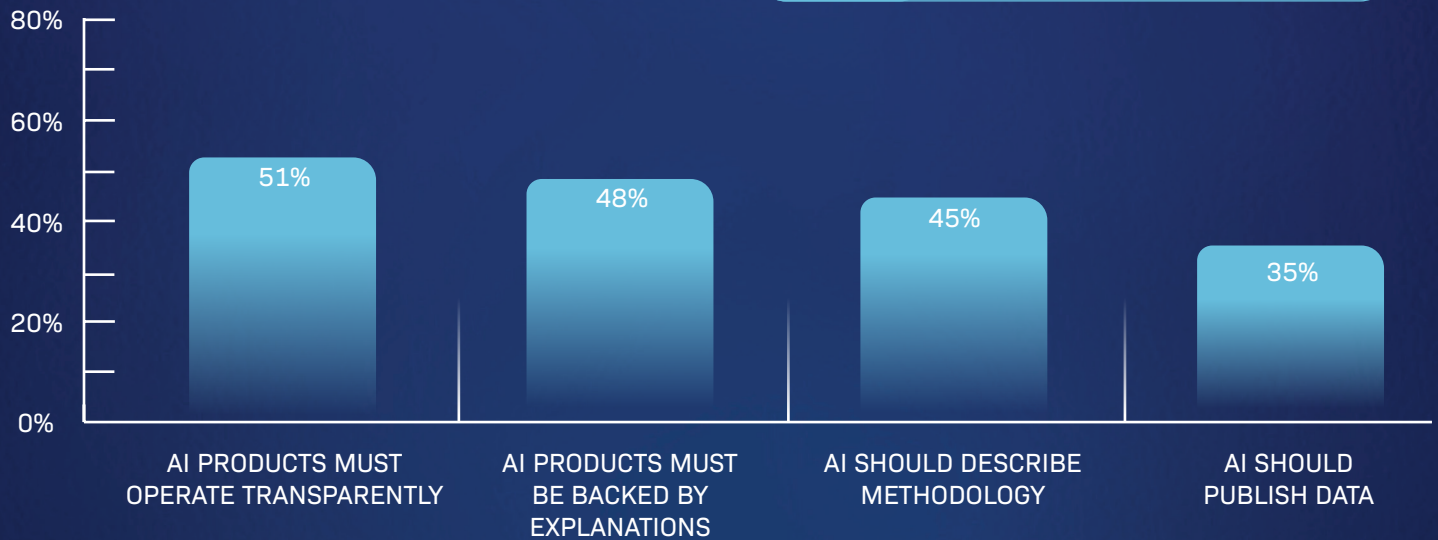 80%
60%
40%
20%
0%
51%
48%
45%
35%
AI PRODUCTS MUST
OPERATE TRANSPARENTLY
AI PRODUCTS MUST
BE BACKED BY
EXPLANATIONS
AI SHOULD DESCRIBE
METHODOLOGY
AI SHOULD
PUBLISH DATA